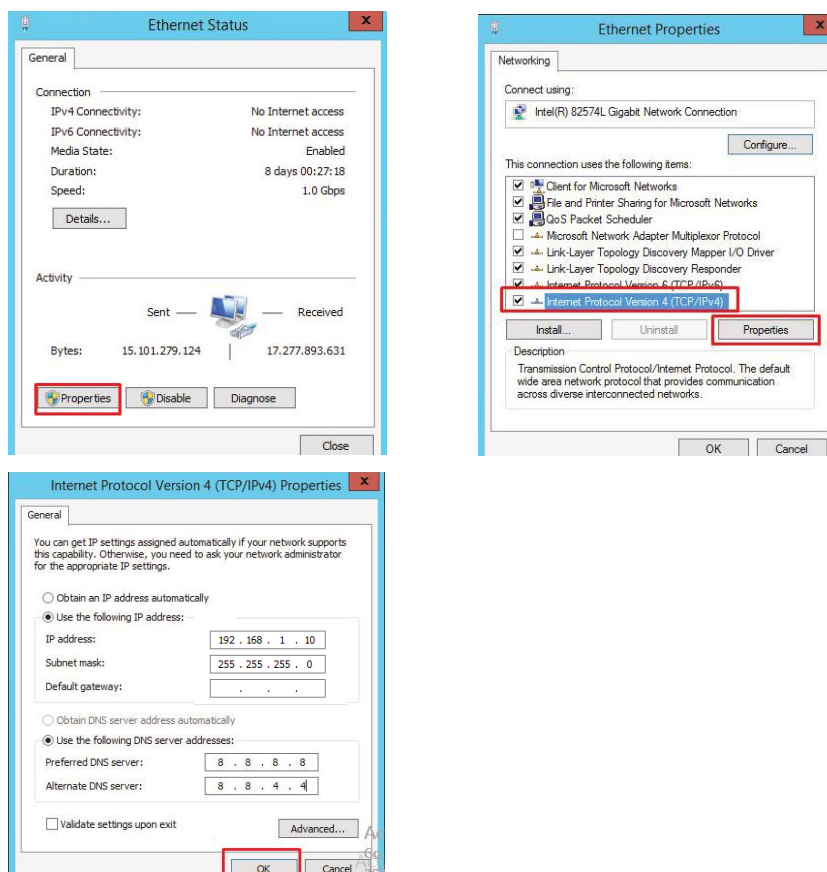 Ethernet Status
x
General
Connection
IPv4 Connectivity: No Internet access
IPv6 Connectivity: No Internet access
Media State: Enabled
Duration: 8 days 00:27:18
Speed: 1.0 Gbps
Details...
Activity
Sent — — Received
Bytes: 15.101.279.124 | 17.277.893.631
Properties Disable Diagnose
Close
Ethernet Properties
x
Networking
Connect using:
Intel(R) 82574L Gigabit Network Connection
Configure...
This connection uses the following items:
Client for Microsoft Networks
File and Printer Sharing for Microsoft Networks
QoS Packet Scheduler
Microsoft Network Adapter Multiplexor Protocol
Link-Layer Topology Discovery Mapper I/O Driver
Link-Layer Topology Discovery Responder
Internet Protocol Version 6 (TCP/IPv6)
Internet Protocol Version 4 (TCP/IPv4)
Install... Uninstall Properties
Description
Transmission Control Protocol/Internet Protocol. The default
wide area network protocol that provides communication
across diverse interconnected networks.
OK Cancel
Internet Protocol Version 4 (TCP/IPv4) Properties
x
General
You can get IP settings assigned automatically if your network supports
this capability. Otherwise, you need to ask your network administrator
for the appropriate IP settings.
Obtain an IP address automatically
Use the following IP address:
IP address: 192 . 168 . 1 . 10
Subnet mask: 255 . 255 . 255 . 0
Default gateway: . . .
Obtain DNS server address automatically
Use the following DNS server addresses:
Preferred DNS server: 8 . 8 . 8 . 8
Alternate DNS server: 8 . 8 . 4 . 4
Validate settings upon exit
Advanced...
OK Cancel